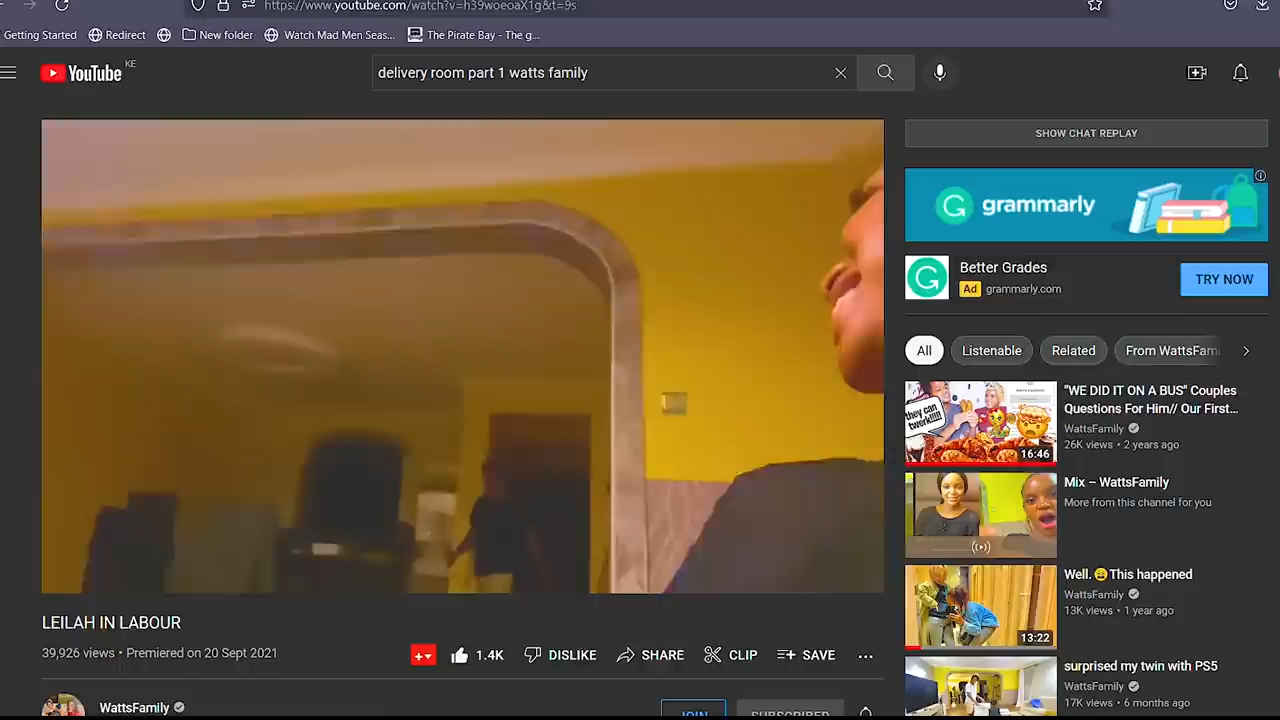 https://www.youtube.com/watch?v=h39woeoaX1g&t=9s
Getting Started
Redirect
New folder
Watch Mad Men Seas...
The Pirate Bay - The g...
YouTube KE
delivery room part 1 watts family
SHOW CHAT REPLAY
grammarly
Better Grades
Ad grammarly.com
TRY NOW
All
Listenable
Related
From WattsFam
"WE DID IT ON A BUS" Couples
Questions For Him// Our First...
WattsFamily
26K views • 2 years ago
they can
twerk!!!!!
16:46
Mix – WattsFamily
More from this channel for you
Well. 😩This happened
WattsFamily
13K views • 1 year ago
13:22
surprised my twin with PS5
WattsFamily
17K views • 6 months ago
LEILAH IN LABOUR
39,926 views • Premiered on 20 Sept 2021
1.4K
DISLIKE
SHARE
CLIP
SAVE
WattsFamily
JOIN
SUBSCRIBED